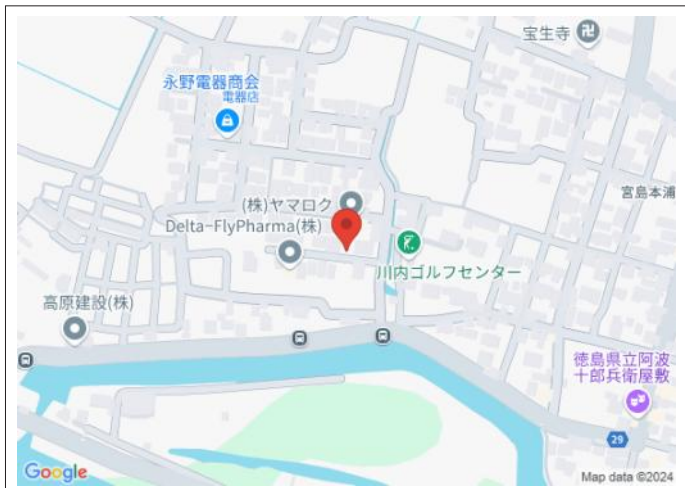 宝生寺
永野電器商会
電器店
宮島本浦
(株)ヤマロク
Delta-FlyPharma(株)
川内ゴルフセンター
高原建設(株)
徳島県立阿波
十郎兵衛屋敷
29
Google
Map data ©2024